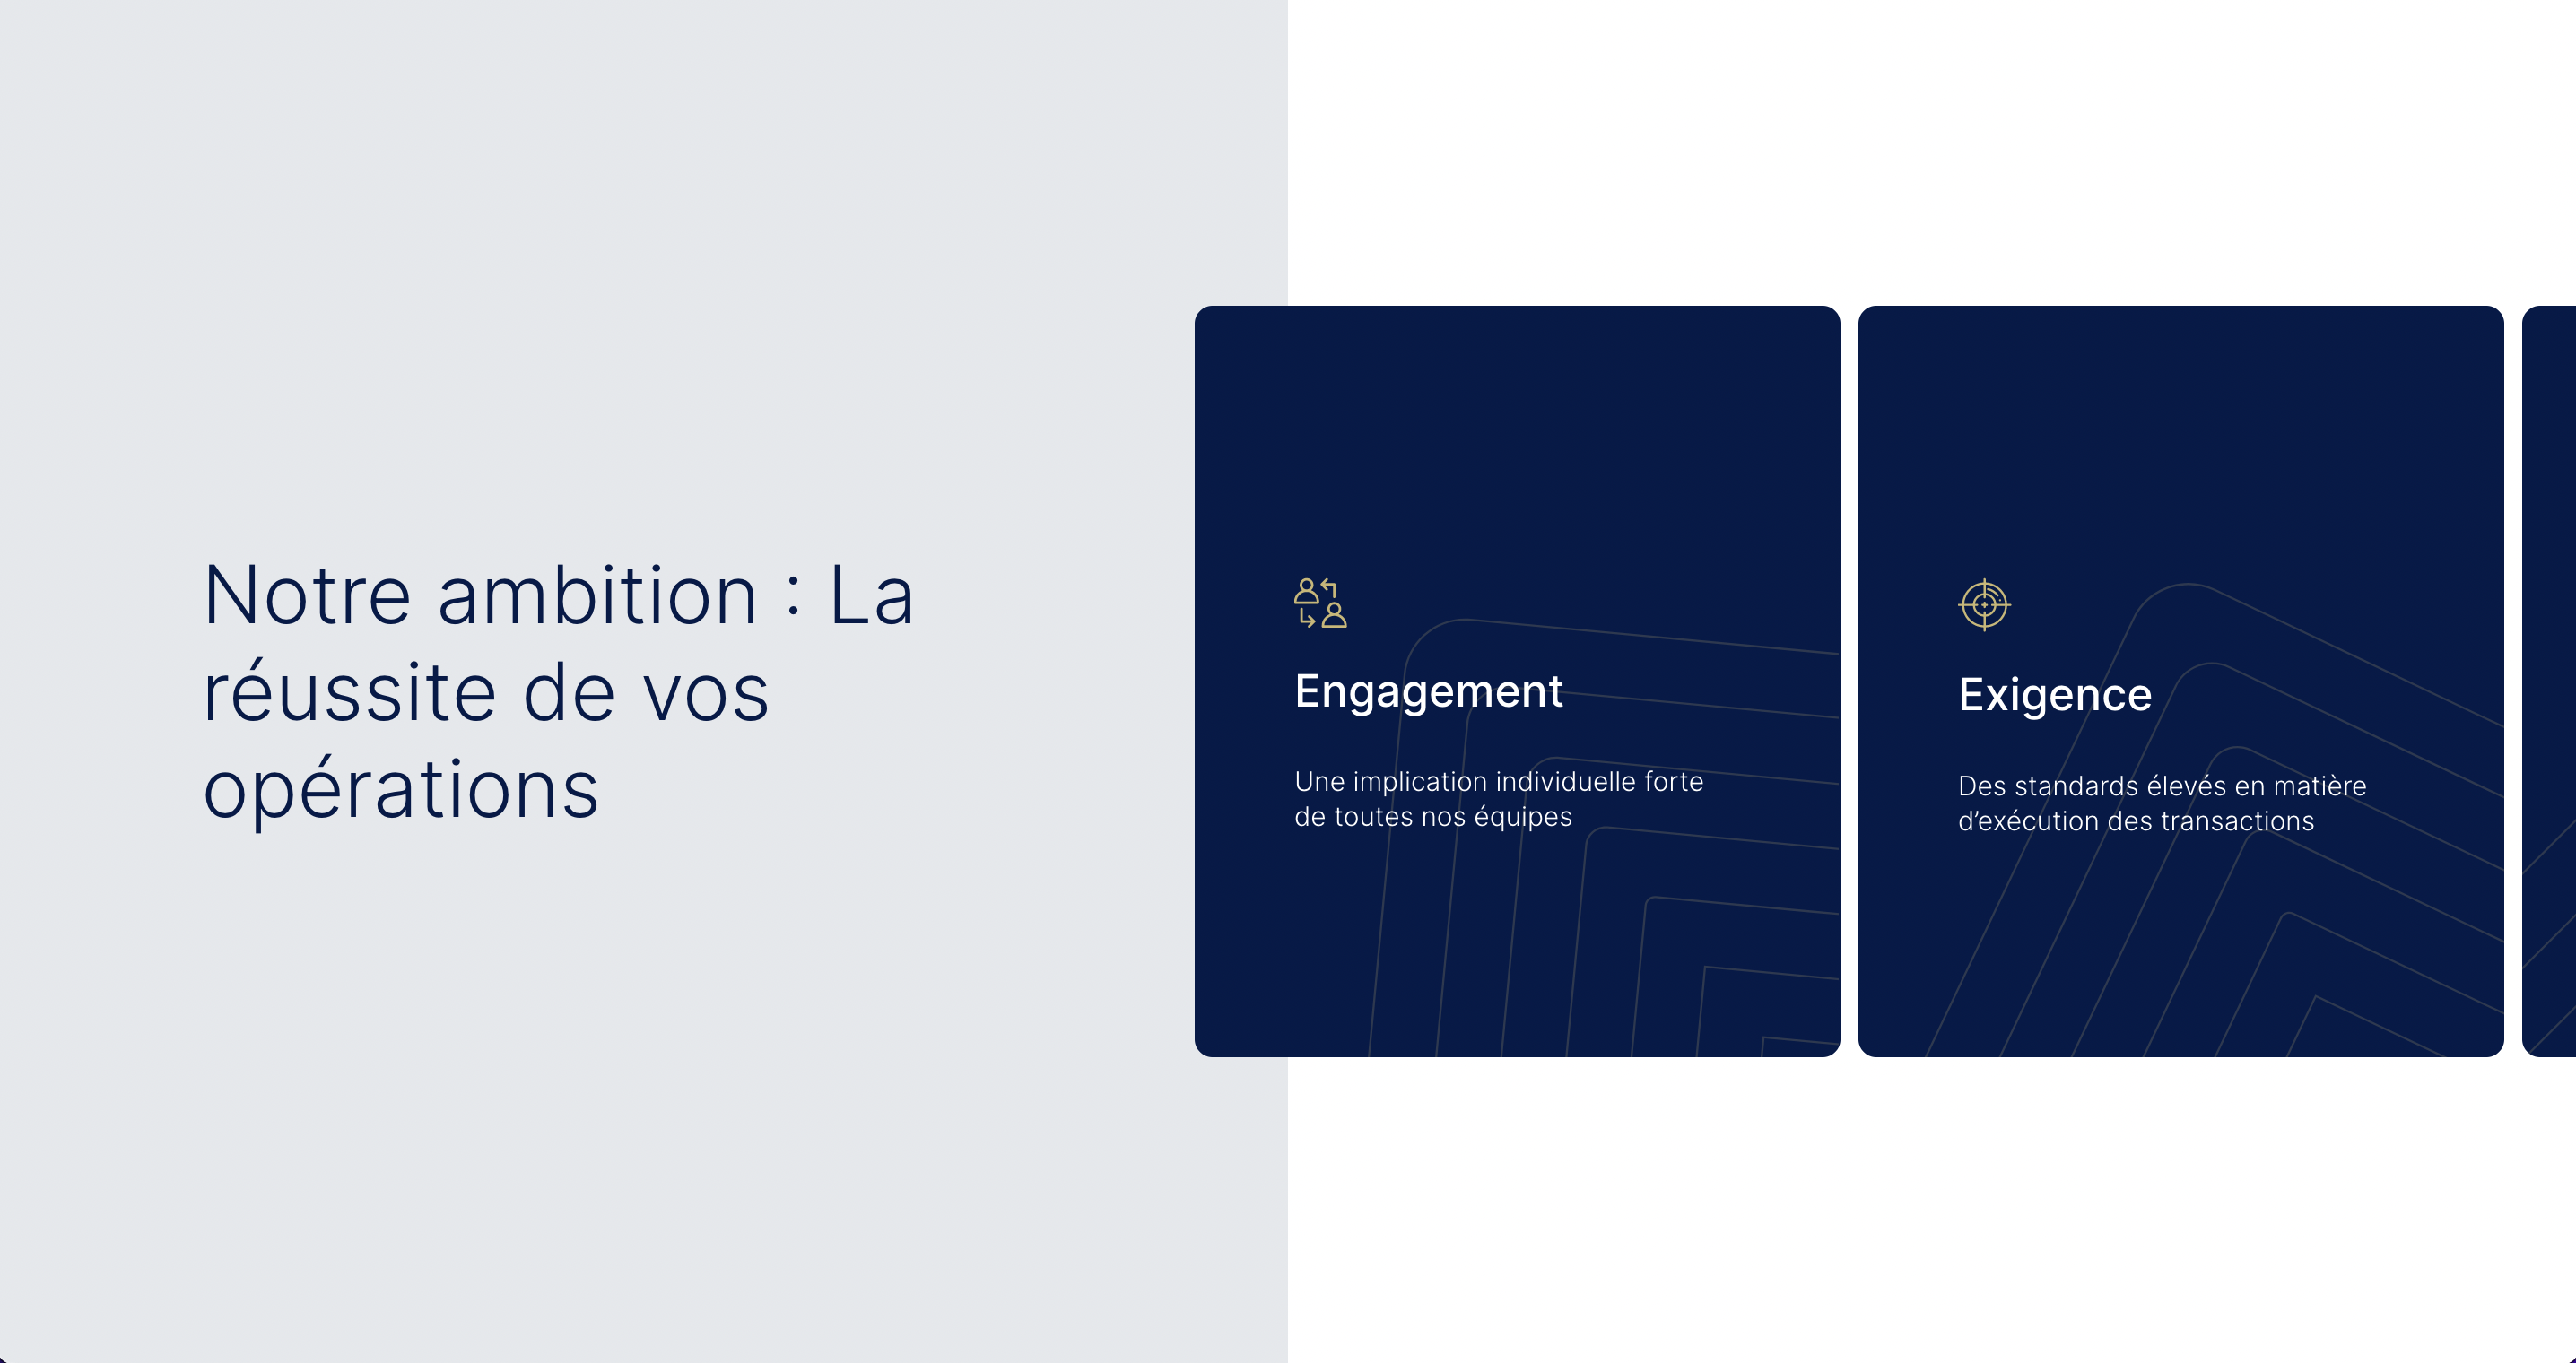 Notre ambition : La
réussite de vos
opérations
Engagement
Une implication individuelle forte
de toutes nos équipes
Exigence
Des standards élevés en matière
d’exécution des transactions